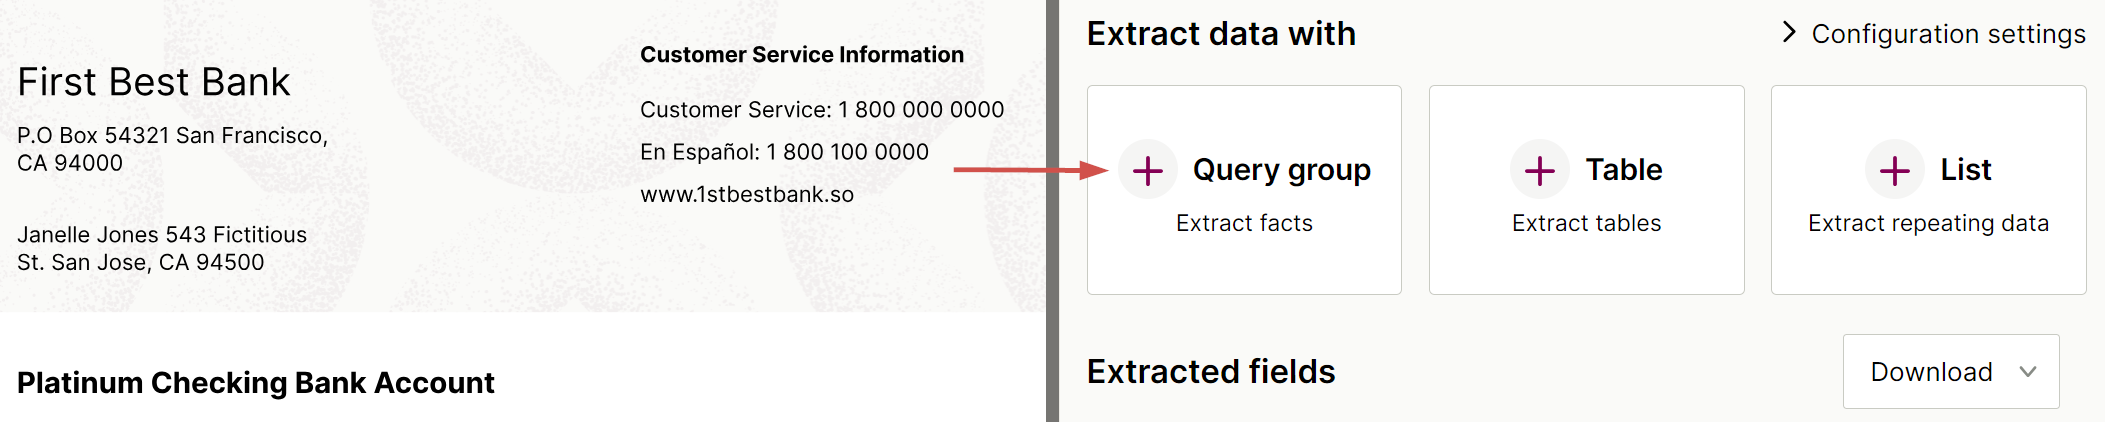 First Best Bank
P.O Box 54321 San Francisco,
CA 94000
Janelle Jones 543 Fictitious
St. San Jose, CA 94500
Customer Service Information
Customer Service: 1 800 000 0000
En Español: 1 800 100 0000
www.1stbestbank.so
Platinum Checking Bank Account
Extract data with
Configuration settings
Query group
Extract facts
Table
Extract tables
List
Extract repeating data
Extracted fields
Download